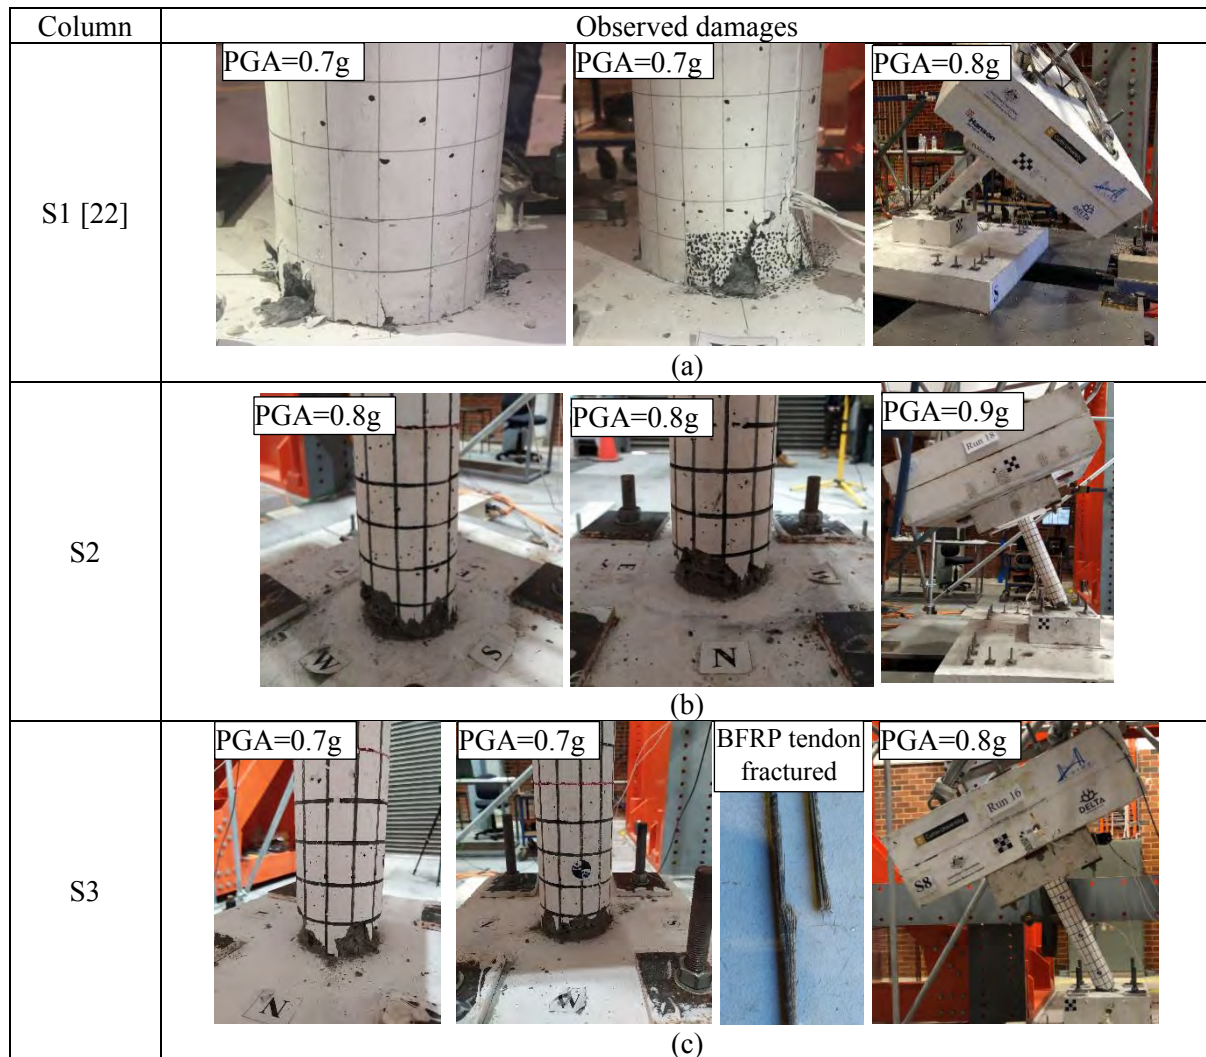 Column
Observed damages
S1 [22]
PGA=0.7g
PGA=0.7g
PGA=0.8g
Hanson
DELTA
S
(a)
S2
PGA=0.8g
PGA=0.8g
PGA=0.9g
W
S
E
W
N
Run 18
(b)
S3
PGA=0.7g
PGA=0.7g
BFRP tendon
fractured
PGA=0.8g
N
W
Run 16
DELTA
S8
(c)